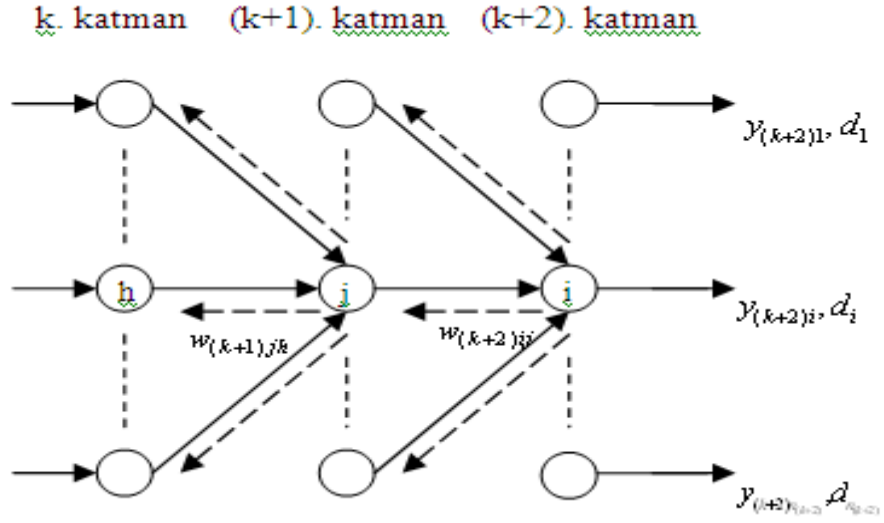 k. katman (k+1). katman (k+2). katman
y(k+2)1, d1
h j i
y(k+2)i, di
w(k+1)jh w(k+2)ij